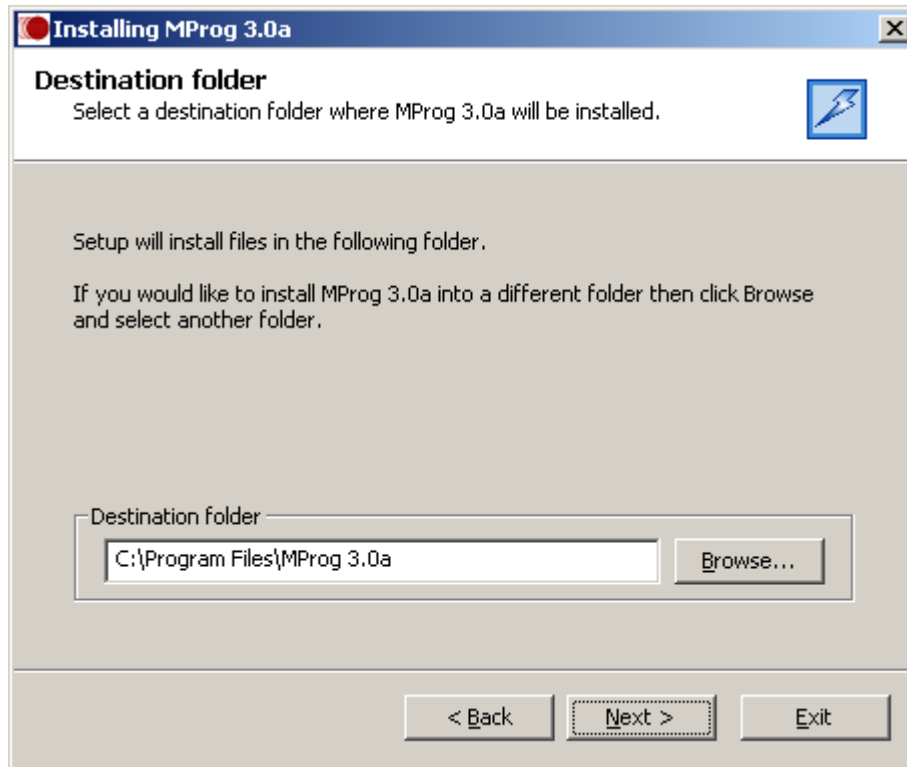 Installing MProg 3.0a
Destination folder
Select a destination folder where MProg 3.0a will be installed.
Setup will install files in the following folder.
If you would like to install MProg 3.0a into a different folder then click Browse
and select another folder.
Destination folder
C:\Program Files\MProg 3.0a
Browse...
< Back
Next >
Exit